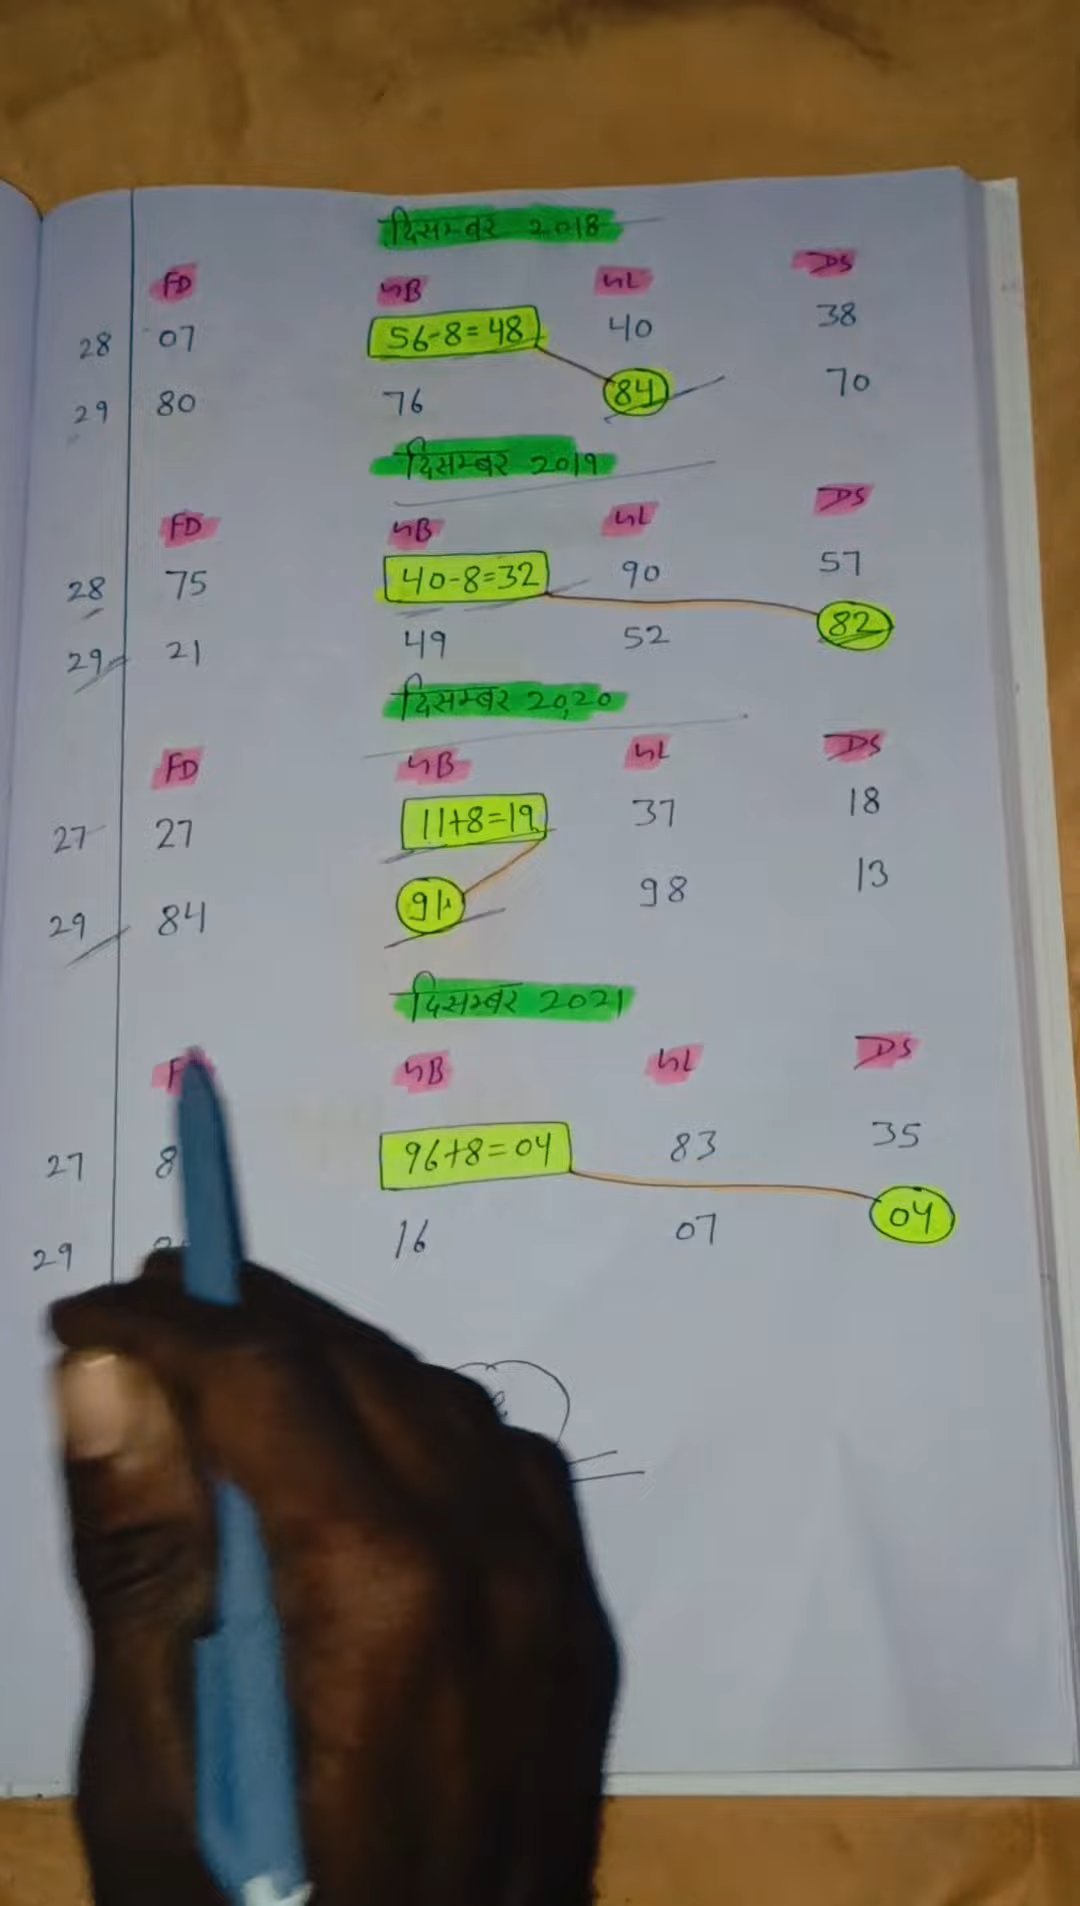 दिसम्बर 2018
FD GB GL DS
28 07 56-8=48 40 38
29 80 76 84 70
दिसम्बर 2019
FD GB GL DS
28 75 40-8=32 90 57
29 21 49 52 82
दिसम्बर 2020
FD GB GL DS
27 27 11+8=19 37 18
29 84 91 98 13
दिसम्बर 2021
F GB GL DS
27 8 96+8=04 83 35
29 16 07 04